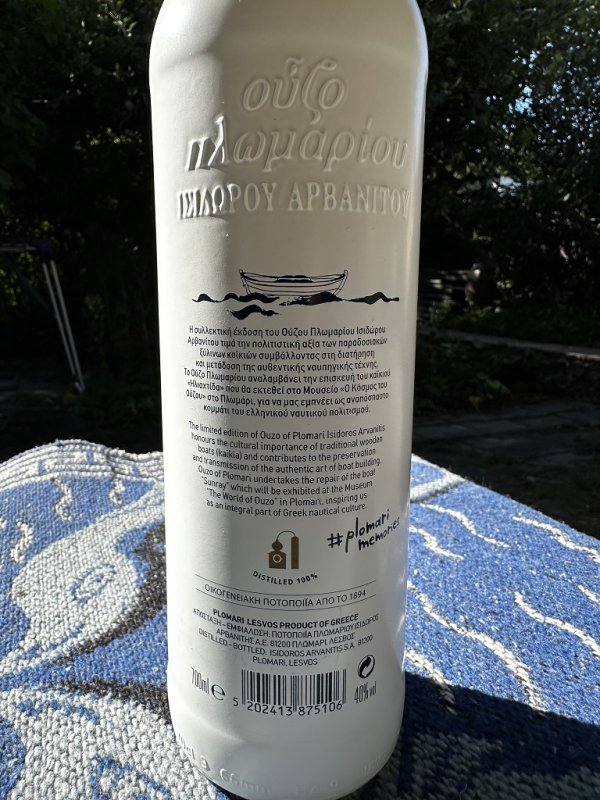 οὖζο
πλωμαρίου
ΙΣΙΔΩΡΟΥ ΑΡΒΑΝΙΤΟΥ
Η συλλεκτική έκδοση του Ούζου Πλωμαρίου Ισιδώρου
Αρβανίτου τιμά την πολιτιστική αξία των παραδοσιακών
ξύλινων καϊκιών συμβάλλοντας στη διατήρηση
και μετάδοση της αυθεντικής ναυπηγικής τέχνης.
Το Ούζο Πλωμαρίου αναλαμβάνει την επισκευή του καϊκιού
«Ηλιαχτίδα» που θα εκτεθεί στο Μουσείο «Ο Κόσμος του
Ούζου» στο Πλωμάρι, για να μας εμπνέει ως αναπόσπαστο
κομμάτι του ελληνικού ναυτικού πολιτισμού.
The limited edition of Ouzo of Plomari Isidoros Arvanitis
honours the cultural importance of traditional wooden
boats (kaikia) and contributes to the preservation
and transmission of the authentic art of boat building.
Ouzo of Plomari undertakes the repair of the boat
"Sunray" which will be exhibited at the Museum
"The World of Ouzo" in Plomari, inspiring us
as an integral part of Greek nautical culture.
#plomari
memories
DISTILLED 100%
ΟΙΚΟΓΕΝΕΙΑΚΗ ΠΟΤΟΠΟΙΪΑ ΑΠΟ ΤΟ 1894
PLOMARI LESVOS PRODUCT OF GREECE
ΑΠΟΣΤΑΞΗ - ΕΜΦΙΑΛΩΣΗ: ΠΟΤΟΠΟΙΪΑ ΠΛΩΜΑΡΙΟΥ ΙΣΙΔΩΡΟΣ
ΑΡΒΑΝΙΤΗΣ Α.Ε. 81200 ΠΛΩΜΑΡΙ, ΛΕΣΒΟΣ
DISTILLED - BOTTLED: ISIDOROS ARVANITIS S.A. 81200
PLOMARI, LESVOS
700ml e
5 202413 875106
40% vol